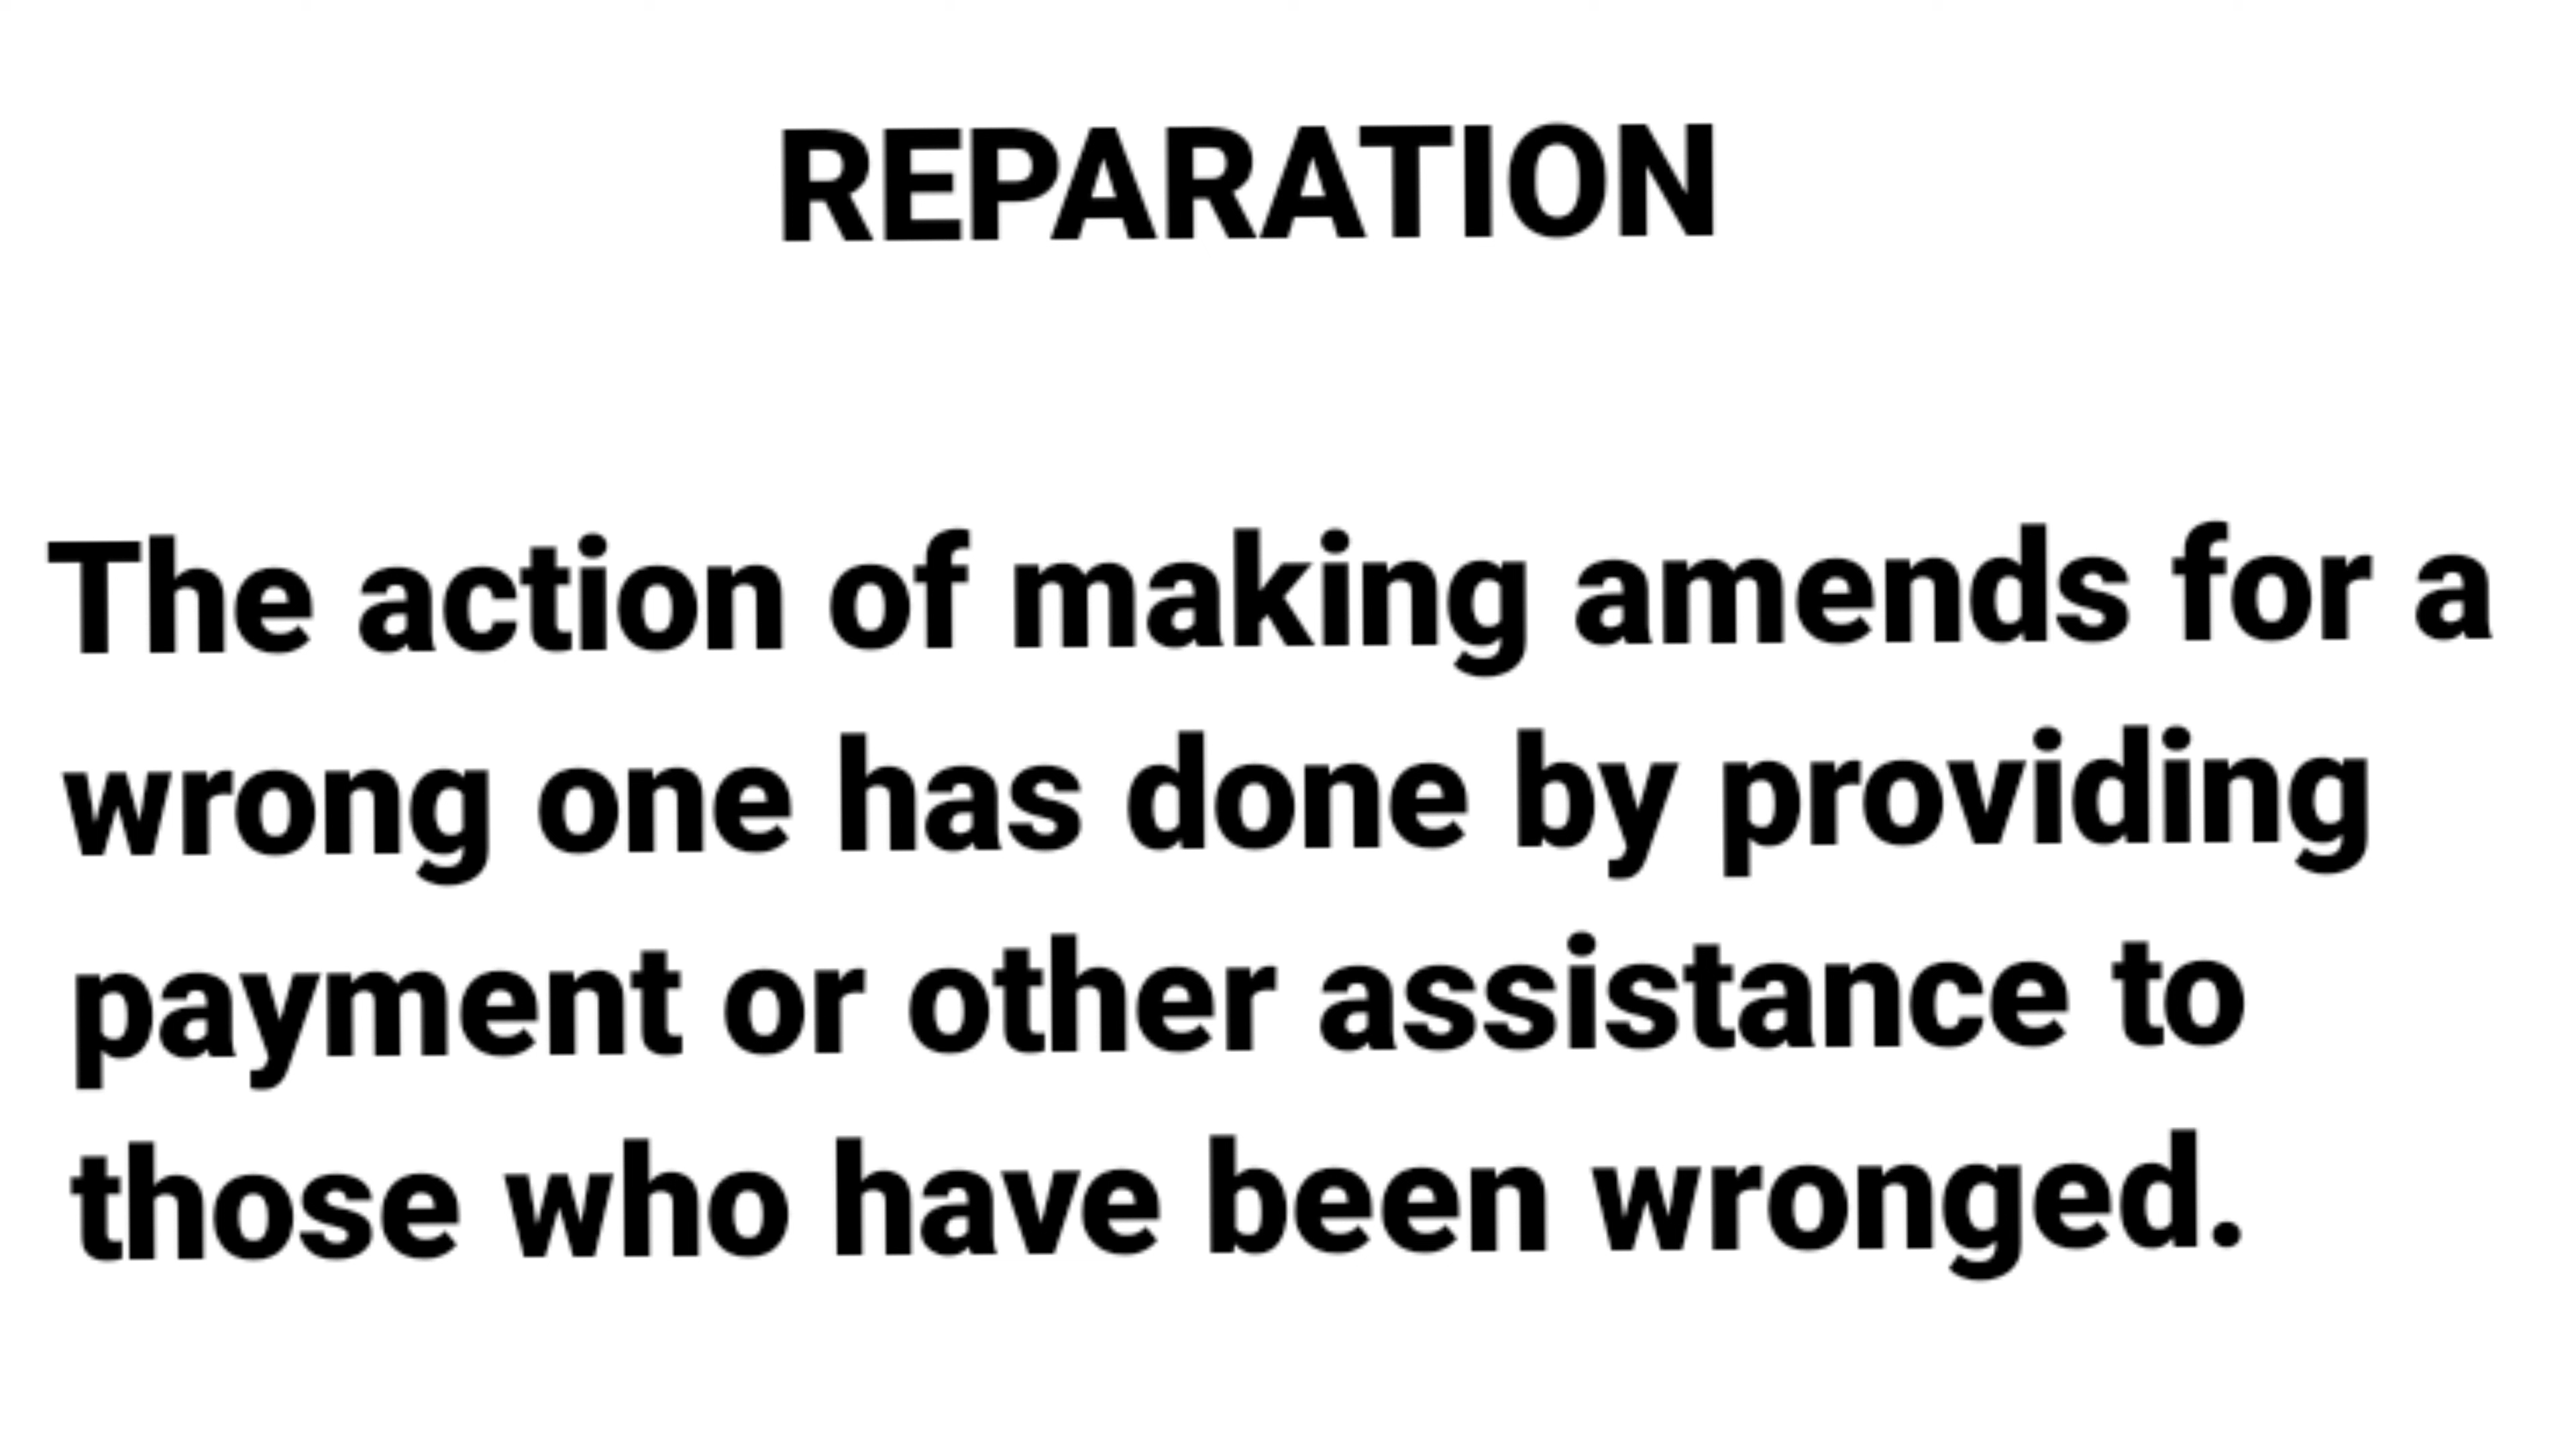 REPARATION
The action of making amends for a
wrong one has done by providing
payment or other assistance to
those who have been wronged.